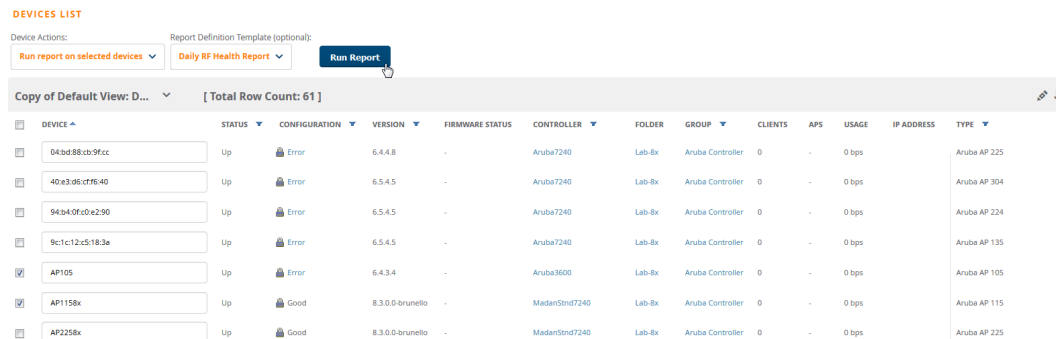 DEVICES LIST
Device Actions: Report Definition Template (optional):
Run report on selected devices Daily RF Health Report Run Report
Copy of Default View: D... [ Total Row Count: 61 ]
DEVICE STATUS CONFIGURATION VERSION FIRMWARE STATUS CONTROLLER FOLDER GROUP CLIENTS APS USAGE IP ADDRESS TYPE
04:bd:88:cb:9f:cc Up Error 6.4.4.8 - Aruba7240 Lab-8x Aruba Controller 0 - 0 bps Aruba AP 225
40:e3:d6:cf:f6:40 Up Error 6.5.4.5 - Aruba7240 Lab-8x Aruba Controller 0 - 0 bps Aruba AP 304
94:b4:0f:c0:e2:90 Up Error 6.5.4.5 - Aruba7240 Lab-8x Aruba Controller 0 - 0 bps Aruba AP 224
9c:1c:12:c5:18:3a Up Error 6.5.4.5 - Aruba7240 Lab-8x Aruba Controller 0 - 0 bps Aruba AP 135
AP105 Up Error 6.4.3.4 - Aruba3600 Lab-8x Aruba Controller 0 - 0 bps Aruba AP 105
AP1158x Up Good 8.3.0.0-brunello - MadanStnd7240 Lab-8x Aruba Controller 0 - 0 bps Aruba AP 115
AP2258x Up Good 8.3.0.0-brunello - MadanStnd7240 Lab-8x Aruba Controller 0 - 0 bps Aruba AP 225